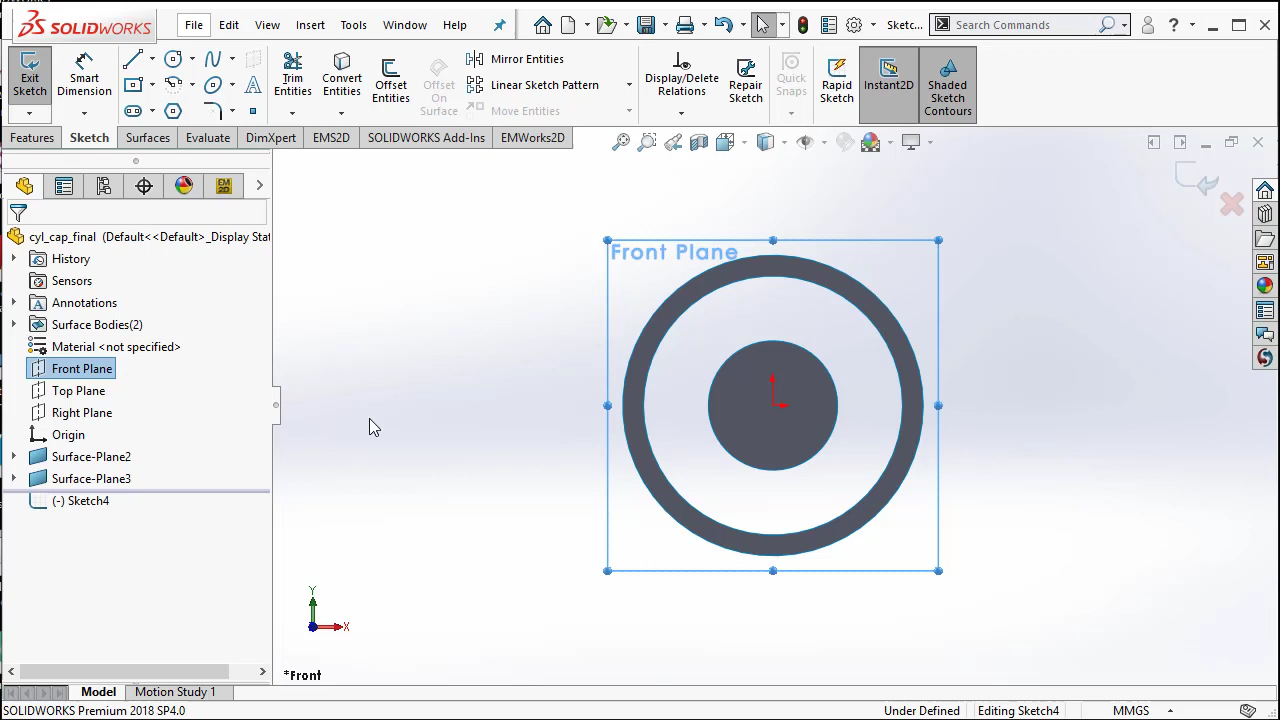 SOLIDWORKS File Edit View Insert Tools Window Help Sketc... Search Commands ?
Exit Sketch
Smart Dimension
Trim Entities
Convert Entities
Offset Entities
Offset On Surface
Mirror Entities
Linear Sketch Pattern
Move Entities
Display/Delete Relations
Repair Sketch
Quick Snaps
Rapid Sketch
Instant2D
Shaded Sketch Contours
Features Sketch Surfaces Evaluate DimXpert EMS2D SOLIDWORKS Add-Ins EMWorks2D
cyl_cap_final (Default<<Default>_Display Stat
History
Sensors
Annotations
Surface Bodies(2)
Material <not specified>
Front Plane
Top Plane
Right Plane
Origin
Surface-Plane2
Surface-Plane3
(-) Sketch4
Front Plane
Y
X
*Front
Model Motion Study 1
SOLIDWORKS Premium 2018 SP4.0 Under Defined Editing Sketch4 MMGS